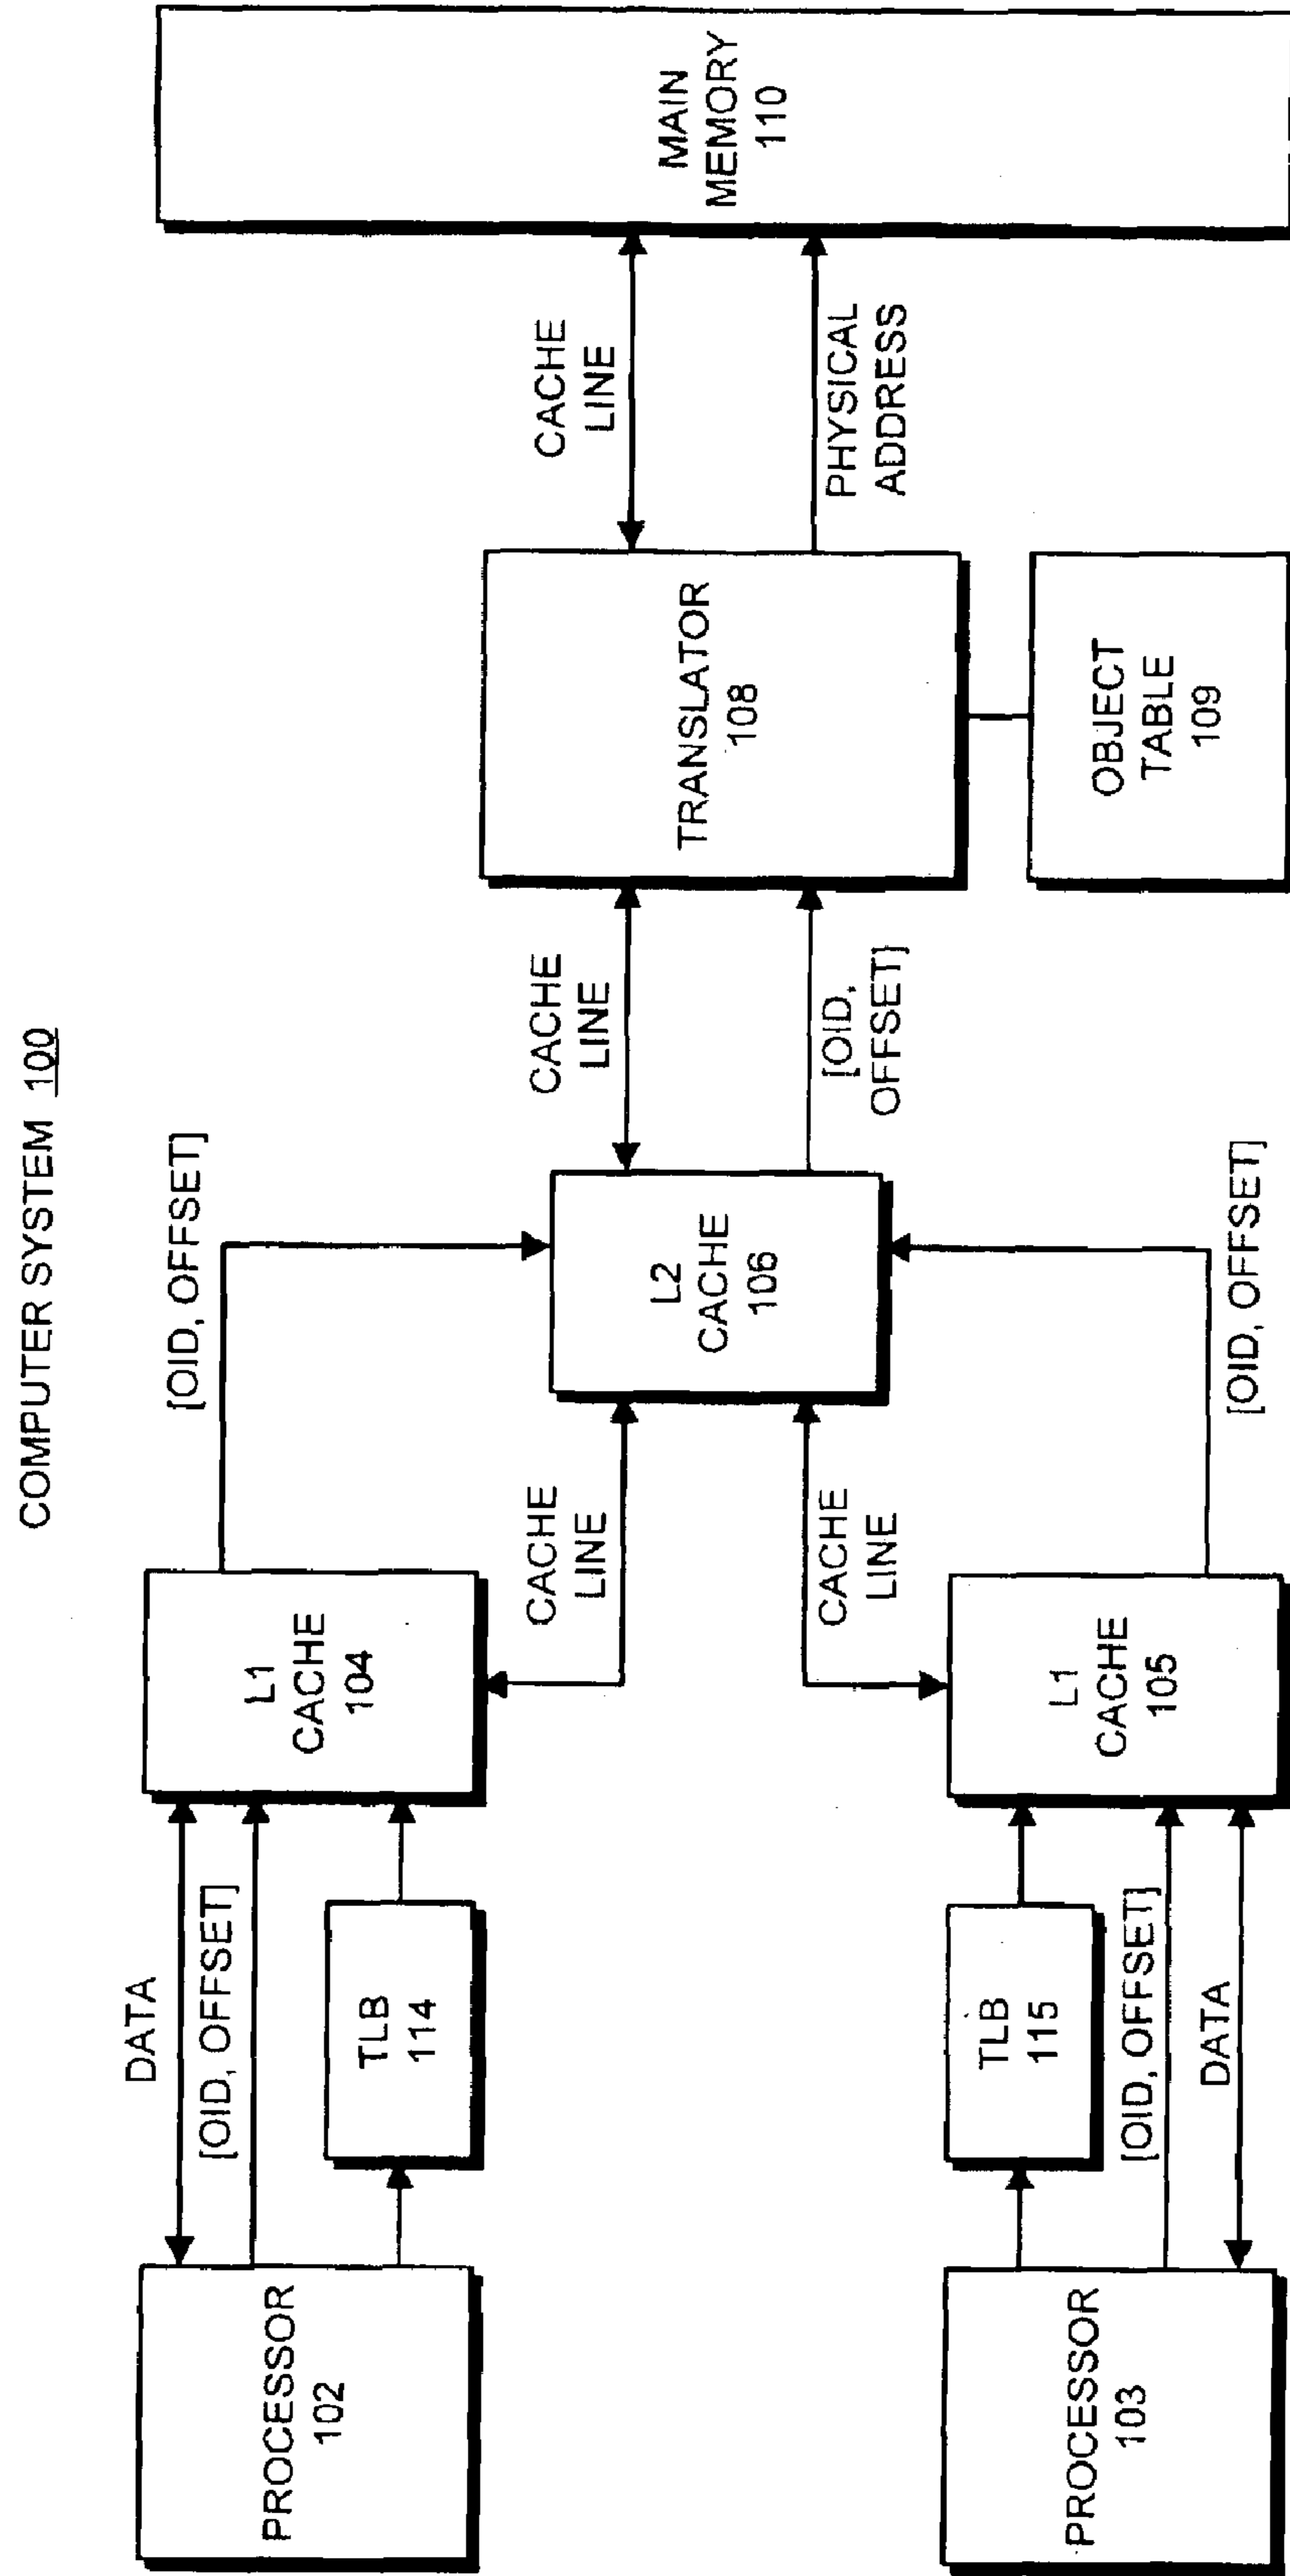 COMPUTER SYSTEM 100
PROCESSOR
102
DATA
[OID, OFFSET]
TLB
114
L1
CACHE
104
[OID, OFFSET]
CACHE
LINE
PROCESSOR
103
TLB
115
[OID, OFFSET]
DATA
L1
CACHE
105
CACHE
LINE
[OID, OFFSET]
L2
CACHE
106
CACHE
LINE
[OID,
OFFSET]
TRANSLATOR
108
OBJECT
TABLE
109
CACHE
LINE
PHYSICAL
ADDRESS
MAIN
MEMORY
110